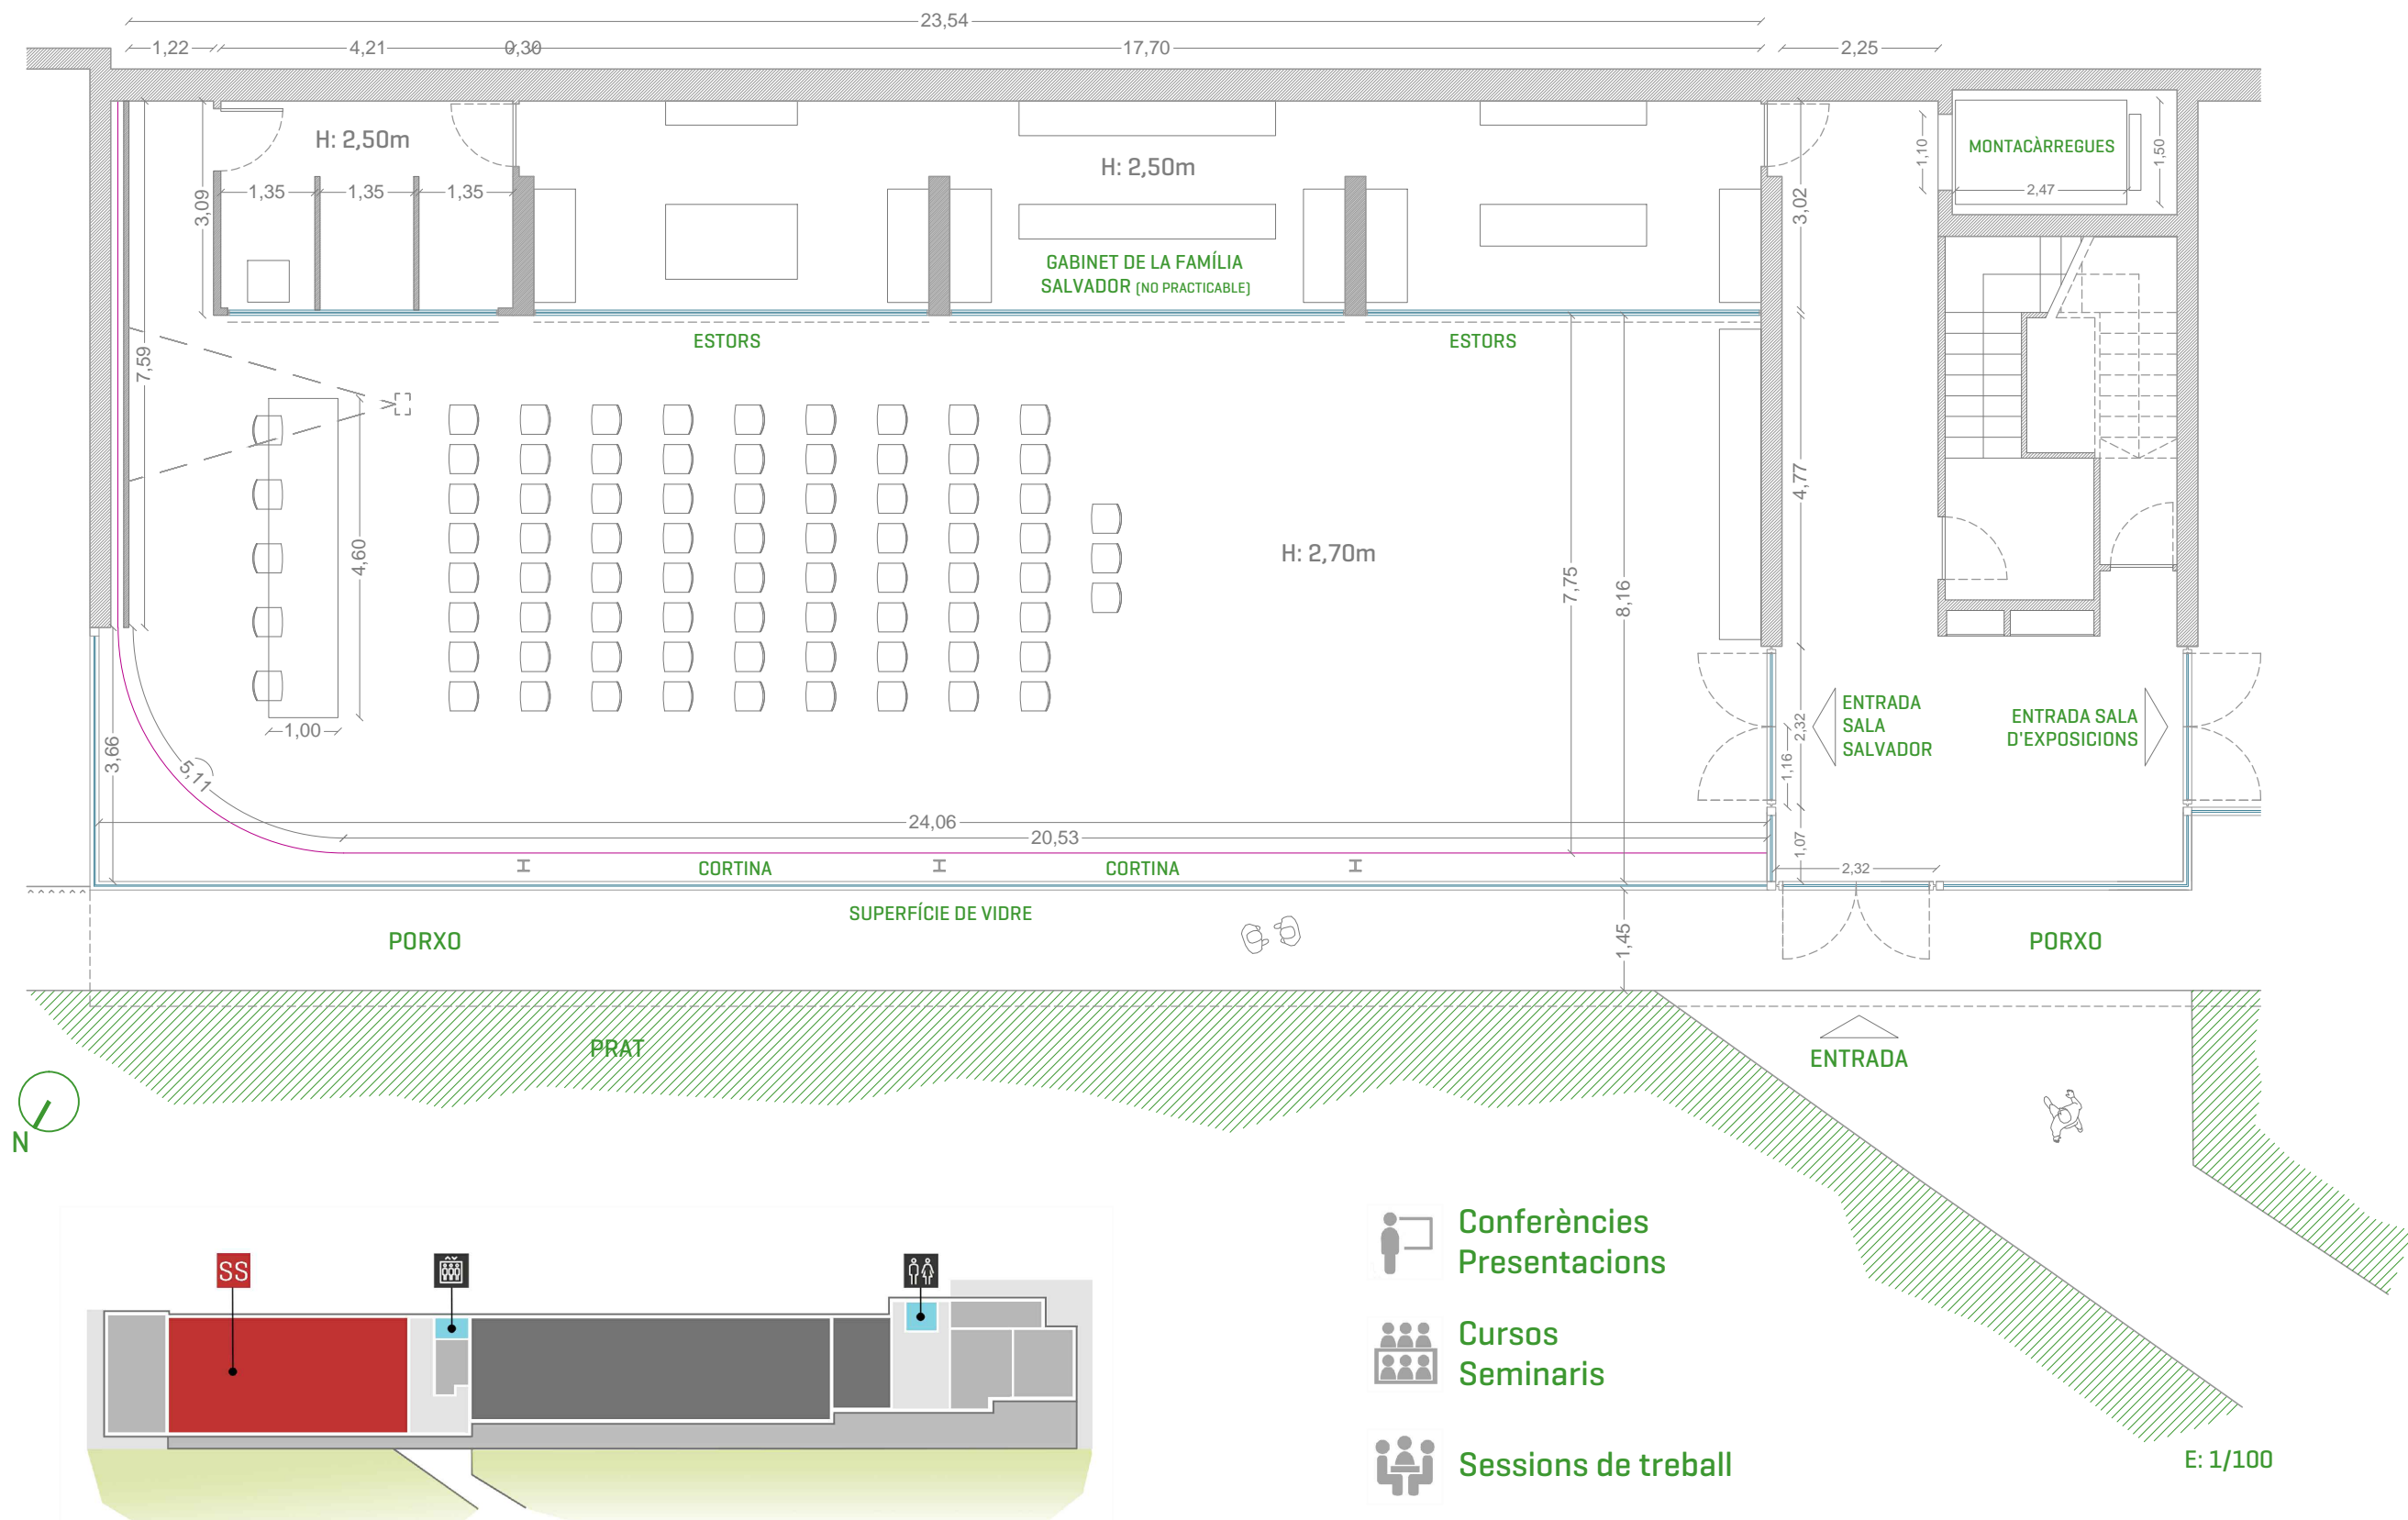 23,54
1,22
4,21
0,30
17,70
2,25
H: 2,50m
H: 2,50m
MONTACÀRREGUES
1,10
1,50
2,47
1,35
1,35
1,35
3,09
3,02
GABINET DE LA FAMÍLIA
SALVADOR (NO PRACTICABLE)
ESTORS
ESTORS
7,59
4,60
4,77
H: 2,70m
7,75
8,16
1,00
3,66
5,11
ENTRADA
SALA
SALVADOR
ENTRADA SALA
D'EXPOSICIONS
2,32
1,16
24,06
20,53
1,07
2,32
CORTINA
CORTINA
SUPERFÍCIE DE VIDRE
PORXO
1,45
PORXO
PRAT
ENTRADA
N
SS
Conferències
Presentacions
Cursos
Seminaris
Sessions de treball
E: 1/100